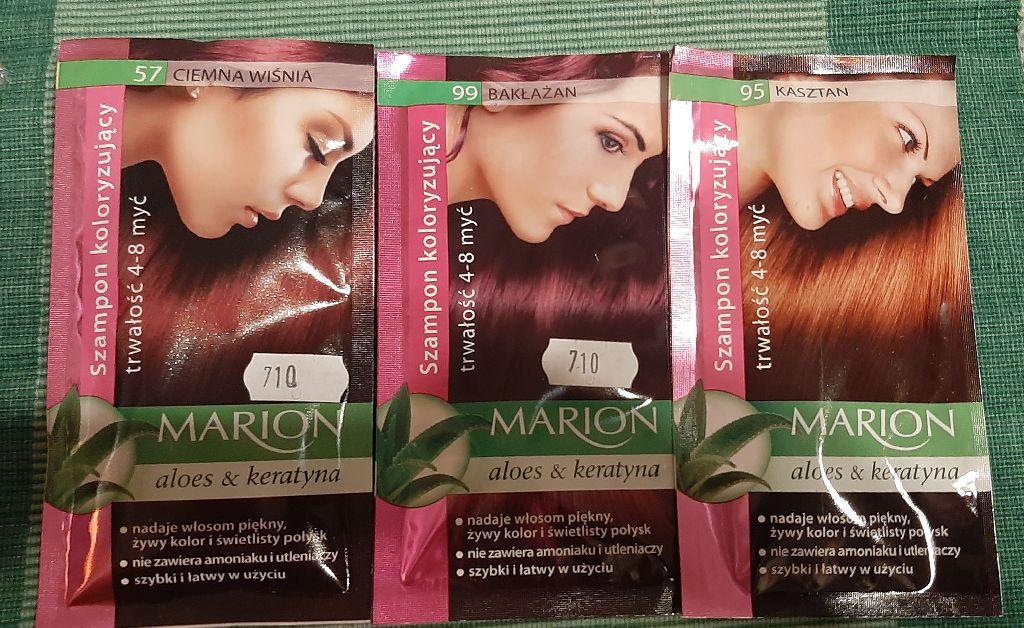 57 CIEMNA WIŚNIA
Szampon koloryzujący
trwałość 4-8 myć
710
MARION
aloes & keratyna
• nadaje włosom piękny,
żywy kolor i świetlisty połysk
• nie zawiera amoniaku i utleniaczy
• szybki i łatwy w użyciu
99 BAKŁAŻAN
Szampon koloryzujący
trwałość 4-8 myć
710
MARION
aloes & keratyna
• nadaje włosom piękny,
żywy kolor i świetlisty połysk
• nie zawiera amoniaku i utleniaczy
• szybki i łatwy w użyciu
95 KASZTAN
Szampon koloryzujący
trwałość 4-8 myć
MARION
aloes & keratyna
• nadaje włosom piękny,
żywy kolor i świetlisty połysk
• nie zawiera amoniaku i utleniaczy
• szybki i łatwy w użyciu